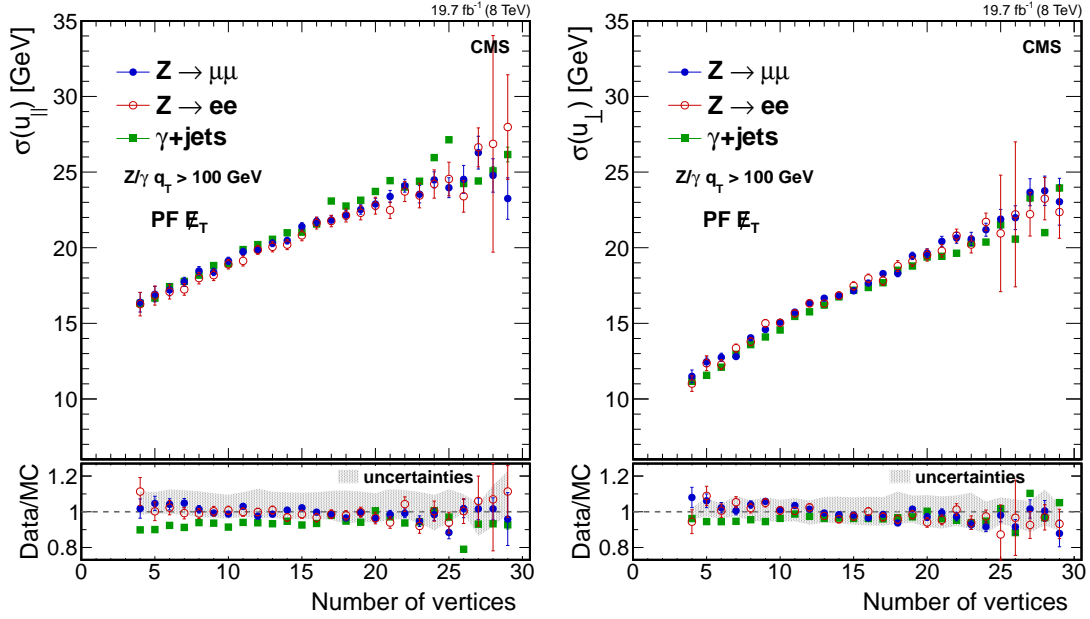 19.7 fb⁻¹ (8 TeV)
CMS
σ(u∥) [GeV]
35
30
25
20
15
10
Z → μμ
Z → ee
γ+jets
Z/γ q_T > 100 GeV
PF E̸_T
Data/MC
1.2
1
0.8
uncertainties
0 5 10 15 20 25 30
Number of vertices
19.7 fb⁻¹ (8 TeV)
CMS
σ(u⊥) [GeV]
35
30
25
20
15
10
Z → μμ
Z → ee
γ+jets
Z/γ q_T > 100 GeV
PF E̸_T
Data/MC
1.2
1
0.8
uncertainties
0 5 10 15 20 25 30
Number of vertices